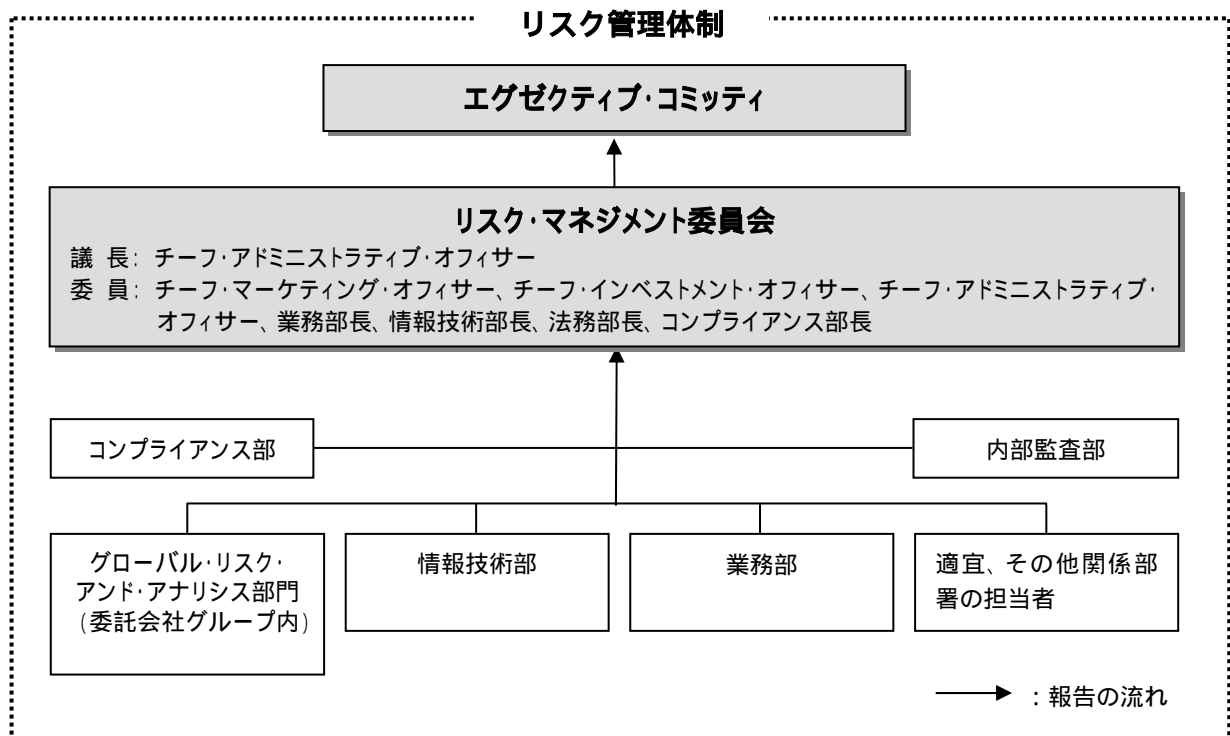 リスク管理体制
エグゼクティブ・コミッティ
リスク・マネジメント委員会
議 長: チーフ・アドミニストラティブ・オフィサー
委 員: チーフ・マーケティング・オフィサー、チーフ・インベストメント・オフィサー、チーフ・アドミニストラティブ・
オフィサー、業務部長、情報技術部長、法務部長、コンプライアンス部長
コンプライアンス部
内部監査部
グローバル・リスク・
アンド・アナリシス部門
(委託会社グループ内)
情報技術部
業務部
適宜、その他関係部
署の担当者
:報告の流れ